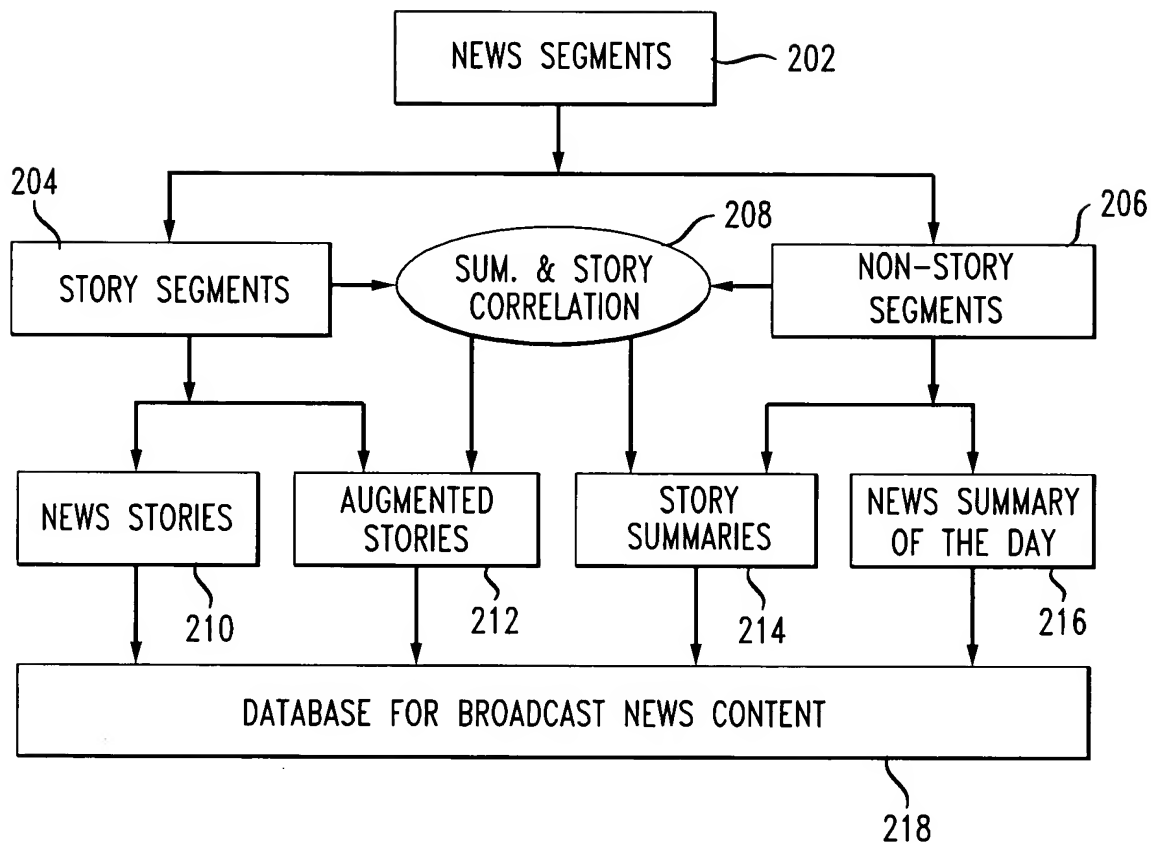 NEWS SEGMENTS
202
204
208
206
STORY SEGMENTS
SUM. & STORY
CORRELATION
NON-STORY
SEGMENTS
NEWS STORIES
AUGMENTED
STORIES
STORY
SUMMARIES
NEWS SUMMARY
OF THE DAY
210
212
214
216
DATABASE FOR BROADCAST NEWS CONTENT
218